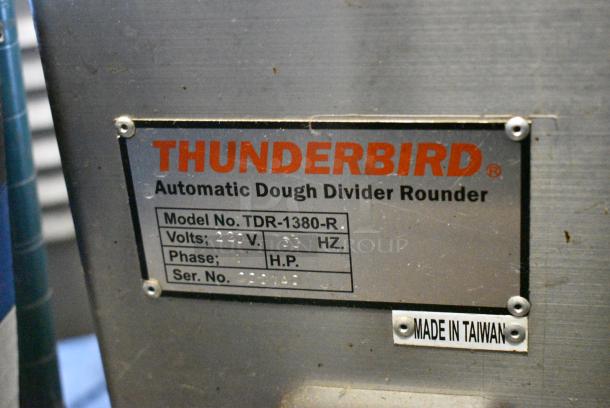 THUNDERBIRD®
Automatic Dough Divider Rounder
Model No. TDR-1380-R.
Volts; V. HZ.
Phase; H.P.
Ser. No.
MADE IN TAIWAN